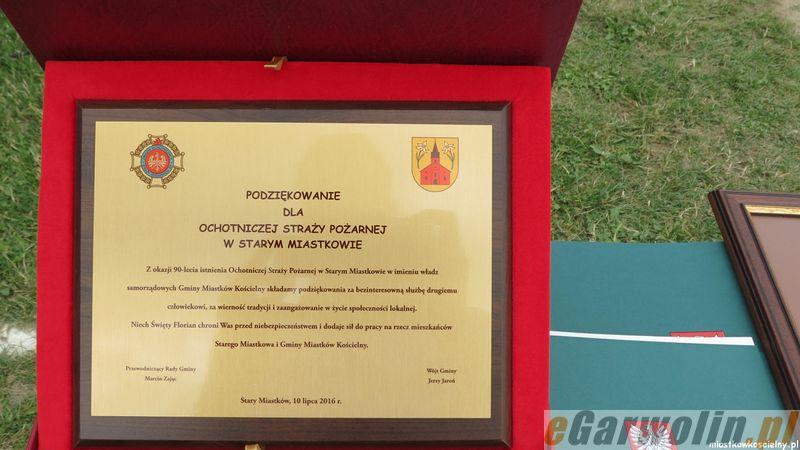 PODZIĘKOWANIE
DLA
OCHOTNICZEJ STRAŻY POŻARNEJ
W STARYM MIASTKOWIE
Z okazji 90-lecia istnienia Ochotniczej Straży Pożarnej w Starym Miastkowie w imieniu władz
samorządowych Gminy Miastków Kościelny składamy podziękowania za bezinteresowną służbę drugiemu
człowiekowi, za wierność tradycji i zaangażowanie w życie społeczności lokalnej.
Niech Święty Florian chroni Was przed niebezpieczeństwem i dodaje sił do pracy na rzecz mieszkańców
Starego Miastkowa i Gminy Miastków Kościelny.
Przewodniczący Rady Gminy
Marcin Zając
Wójt Gminy
Jerzy Jaroń
Stary Miastków, 10 lipca 2016 r.
eGarwolin.pl
miastkowkoscielny.pl